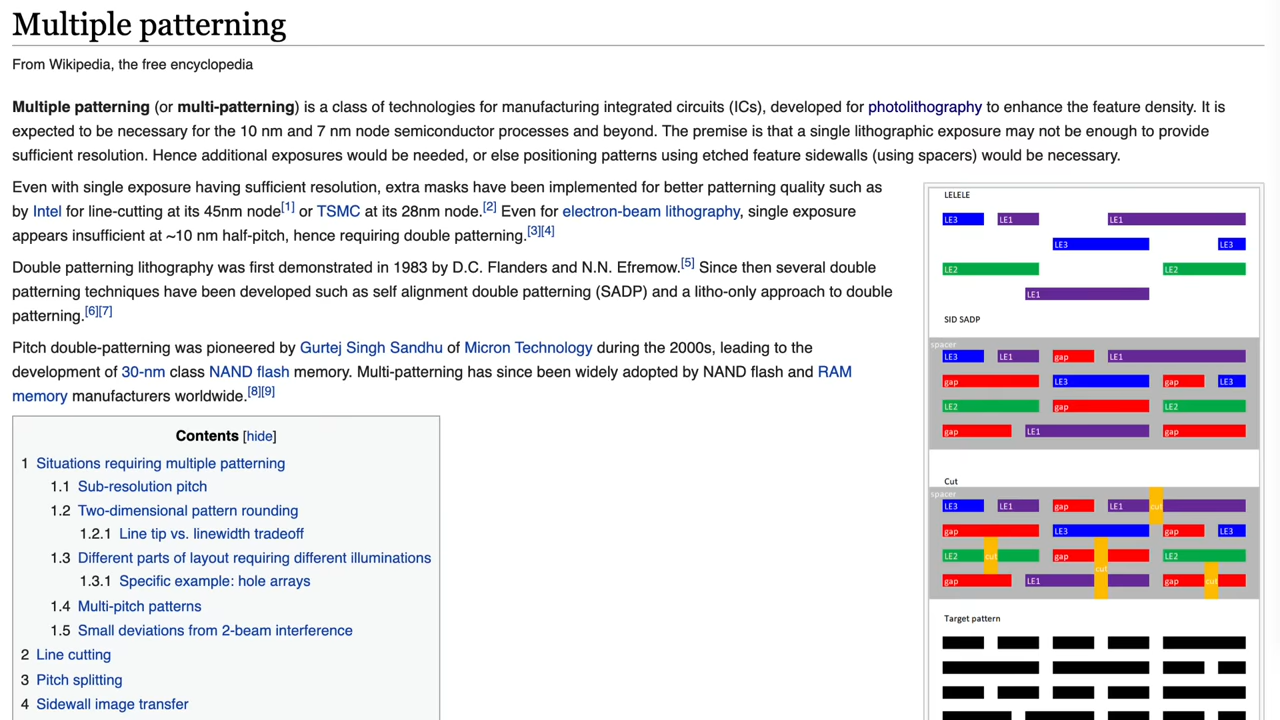 Multiple patterning
From Wikipedia, the free encyclopedia
Multiple patterning (or multi-patterning) is a class of technologies for manufacturing integrated circuits (ICs), developed for photolithography to enhance the feature density. It is
expected to be necessary for the 10 nm and 7 nm node semiconductor processes and beyond. The premise is that a single lithographic exposure may not be enough to provide
sufficient resolution. Hence additional exposures would be needed, or else positioning patterns using etched feature sidewalls (using spacers) would be necessary.
Even with single exposure having sufficient resolution, extra masks have been implemented for better patterning quality such as
by Intel for line-cutting at its 45nm node[1] or TSMC at its 28nm node.[2] Even for electron-beam lithography, single exposure
appears insufficient at ~10 nm half-pitch, hence requiring double patterning.[3][4]
Double patterning lithography was first demonstrated in 1983 by D.C. Flanders and N.N. Efremow.[5] Since then several double
patterning techniques have been developed such as self alignment double patterning (SADP) and a litho-only approach to double
patterning.[6][7]
Pitch double-patterning was pioneered by Gurtej Singh Sandhu of Micron Technology during the 2000s, leading to the
development of 30-nm class NAND flash memory. Multi-patterning has since been widely adopted by NAND flash and RAM
memory manufacturers worldwide.[8][9]
Contents [hide]
1 Situations requiring multiple patterning
1.1 Sub-resolution pitch
1.2 Two-dimensional pattern rounding
1.2.1 Line tip vs. linewidth tradeoff
1.3 Different parts of layout requiring different illuminations
1.3.1 Specific example: hole arrays
1.4 Multi-pitch patterns
1.5 Small deviations from 2-beam interference
2 Line cutting
3 Pitch splitting
4 Sidewall image transfer
LELELE
LE3 LE1 LE1
LE3 LE3
LE2 LE2
LE1
SID SADP
spacer
LE3 LE1 gap LE1
gap LE3 gap LE3
LE2 gap LE2
gap LE1 gap
Cut
spacer
LE3 LE1 gap LE1 cut
gap LE3 gap LE3
LE2 cut gap LE2
cut
gap LE1 gap cut
Target pattern